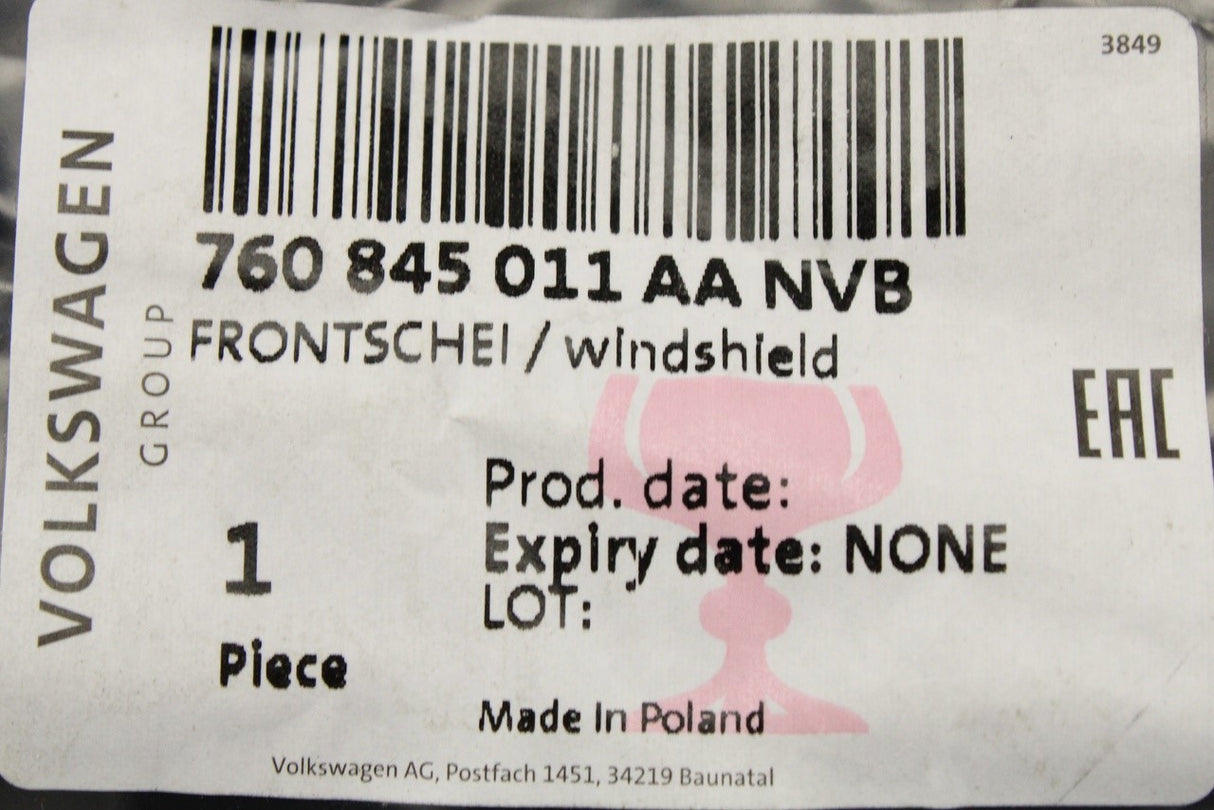 3849
VOLKSWAGEN
GROUP
760 845 011 AA NVB
FRONTSCHEI / windshield
EAC
Prod. date:
1
Expiry date: NONE
LOT:
Piece
Made In Poland
Volkswagen AG, Postfach 1451, 34219 Baunatal